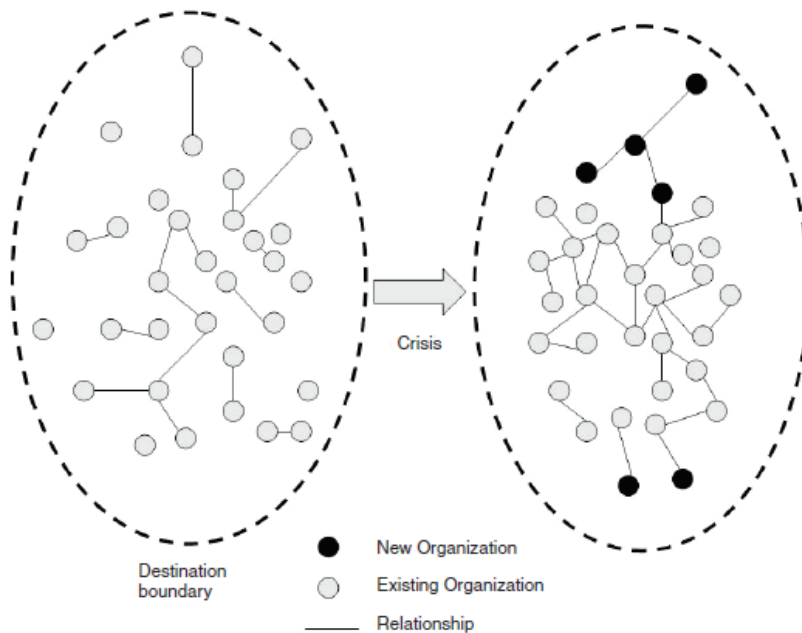 Crisis
Destination
boundary
New Organization
Existing Organization
Relationship